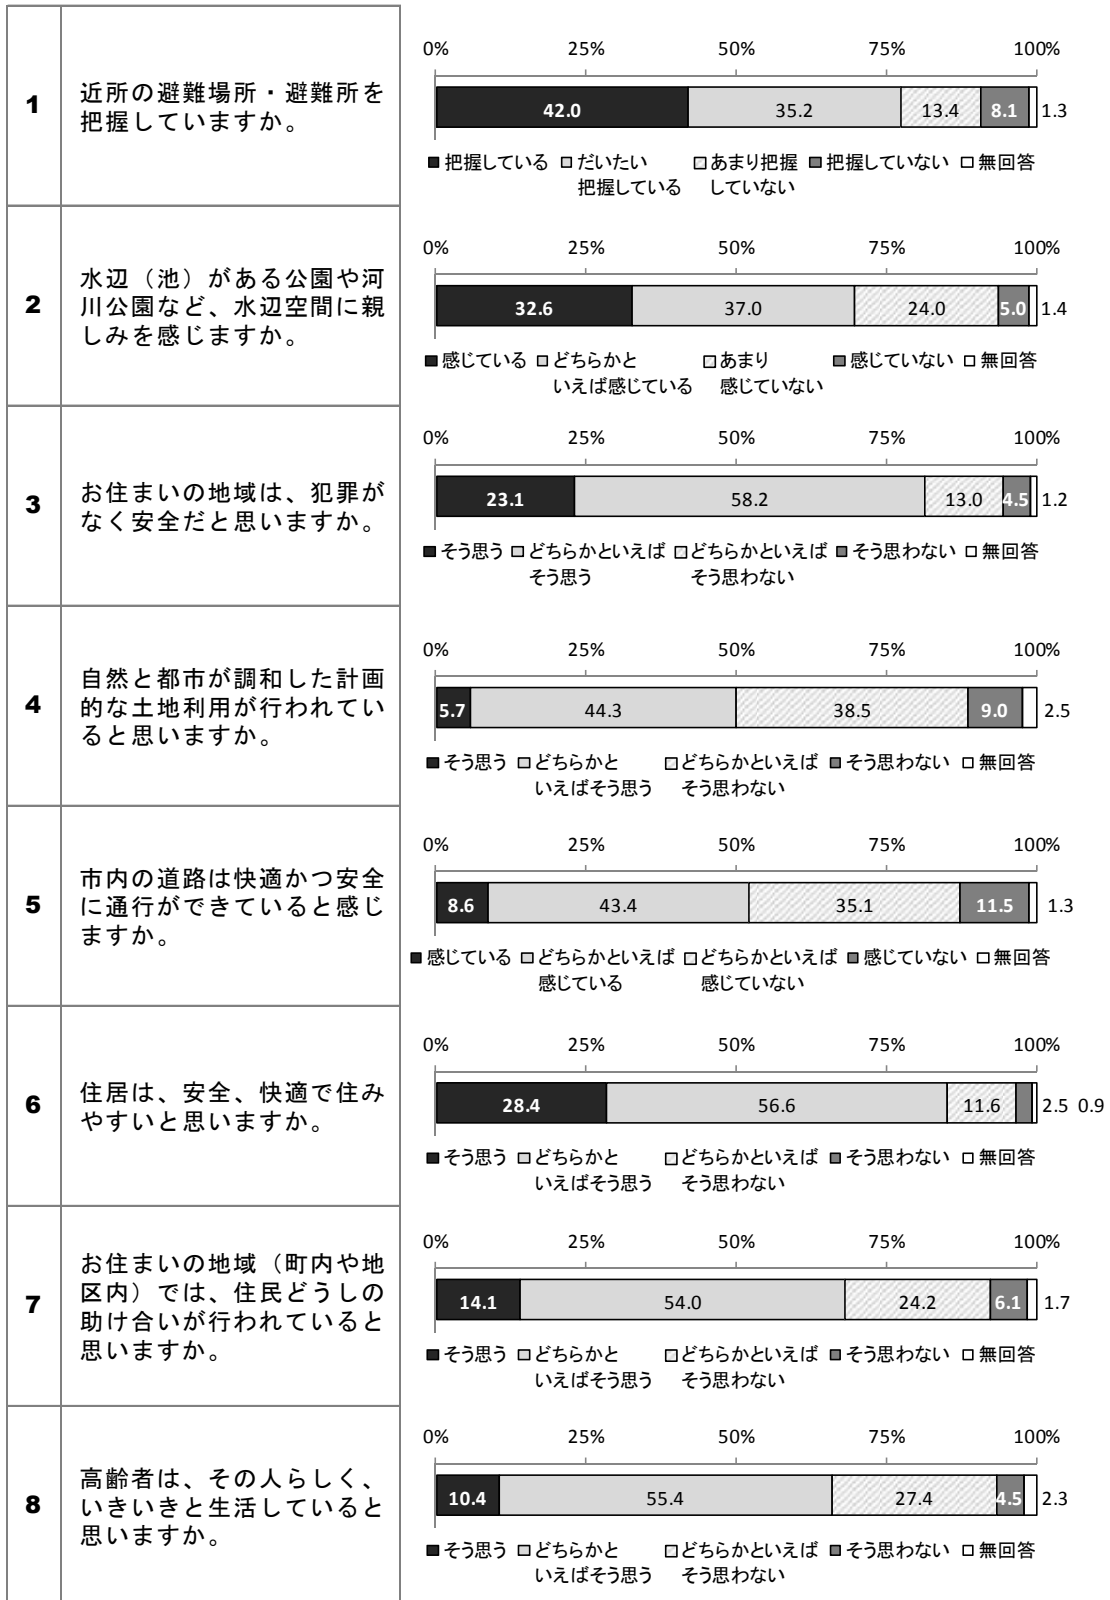 1
近所の避難場所・避難所を
把握していますか。
0% 25% 50% 75% 100%
42.0 35.2 13.4 8.1 1.3
■把握している □だいたい □あまり把握 ■把握していない □無回答
把握している していない
2
水辺（池）がある公園や河
川公園など、水辺空間に親
しみを感じますか。
0% 25% 50% 75% 100%
32.6 37.0 24.0 5.0 1.4
■感じている □どちらかと □あまり ■感じていない □無回答
いえば感じている 感じていない
3
お住まいの地域は、犯罪が
なく安全だと思いますか。
0% 25% 50% 75% 100%
23.1 58.2 13.0 4.5 1.2
■そう思う □どちらかといえば □どちらかといえば ■そう思わない □無回答
そう思う そう思わない
4
自然と都市が調和した計画
的な土地利用が行われてい
ると思いますか。
0% 25% 50% 75% 100%
5.7 44.3 38.5 9.0 2.5
■そう思う □どちらかと □どちらかといえば ■そう思わない □無回答
いえばそう思う そう思わない
5
市内の道路は快適かつ安全
に通行ができていると感じ
ますか。
0% 25% 50% 75% 100%
8.6 43.4 35.1 11.5 1.3
■感じている □どちらかといえば □どちらかといえば ■感じていない □無回答
感じている 感じていない
6
住居は、安全、快適で住み
やすいと思いますか。
0% 25% 50% 75% 100%
28.4 56.6 11.6 2.5 0.9
■そう思う □どちらかと □どちらかといえば ■そう思わない □無回答
いえばそう思う そう思わない
7
お住まいの地域（町内や地
区内）では、住民どうしの
助け合いが行われていると
思いますか。
0% 25% 50% 75% 100%
14.1 54.0 24.2 6.1 1.7
■そう思う □どちらかと □どちらかといえば ■そう思わない □無回答
いえばそう思う そう思わない
8
高齢者は、その人らしく、
いきいきと生活していると
思いますか。
0% 25% 50% 75% 100%
10.4 55.4 27.4 4.5 2.3
■そう思う □どちらかと □どちらかといえば ■そう思わない □無回答
いえばそう思う そう思わない